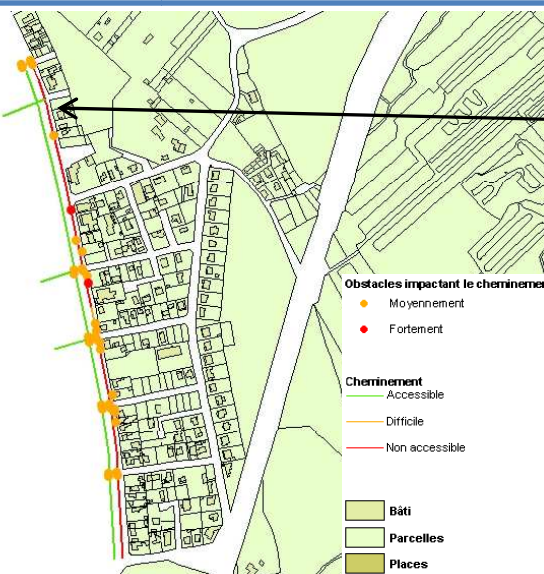 Obstacles impactant le cheminemen
Moyennement
Fortement
Cheminement
Accessible
Difficile
Non accessible
Bâti
Parcelles
Places